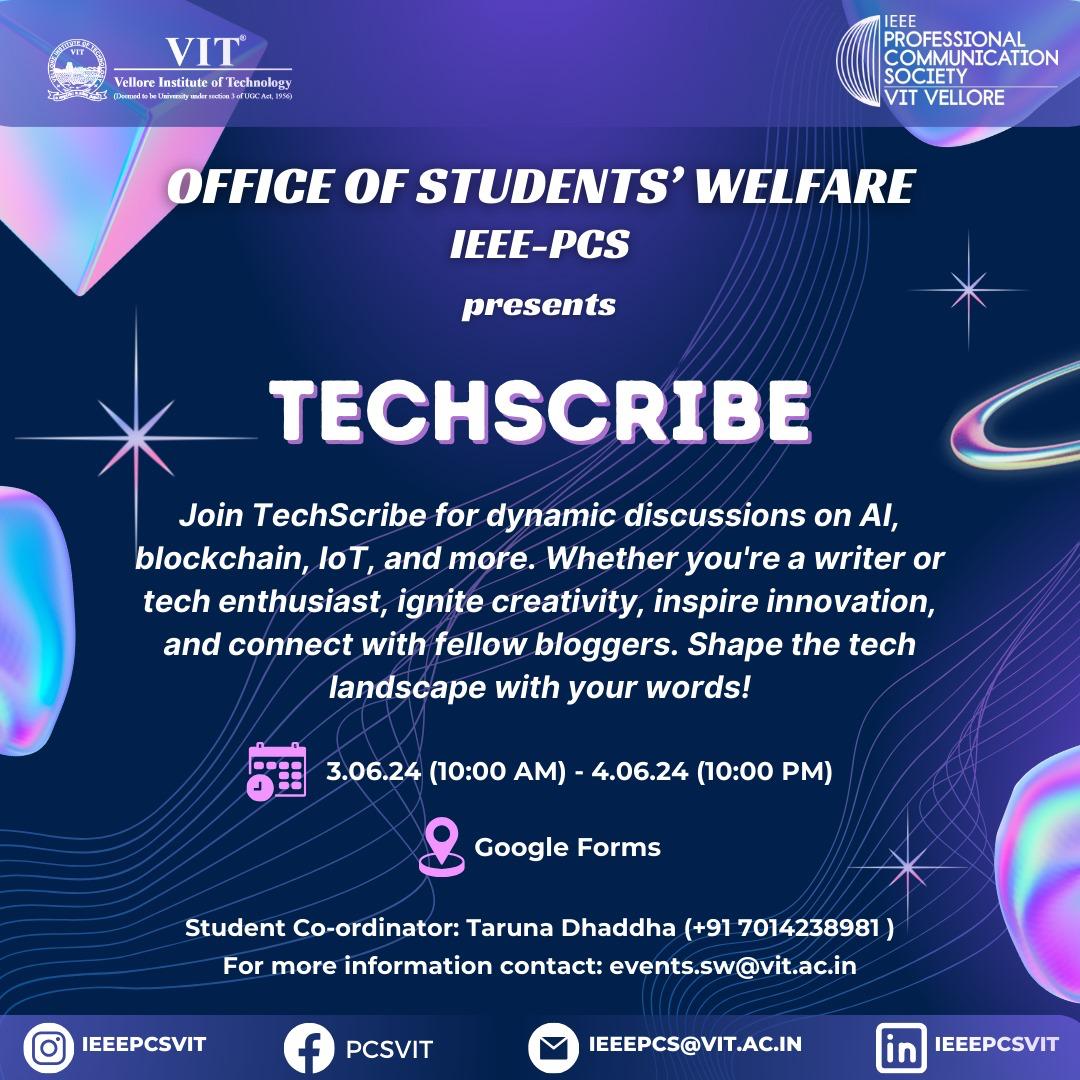 VIT®
Vellore Institute of Technology
(Deemed to be University under section 3 of UGC Act, 1956)
IEEE
PROFESSIONAL
COMMUNICATION
SOCIETY
VIT VELLORE
OFFICE OF STUDENTS’ WELFARE
IEEE-PCS
presents
TECHSCRIBE
Join TechScribe for dynamic discussions on AI,
blockchain, IoT, and more. Whether you're a writer or
tech enthusiast, ignite creativity, inspire innovation,
and connect with fellow bloggers. Shape the tech
landscape with your words!
3.06.24 (10:00 AM) - 4.06.24 (10:00 PM)
Google Forms
Student Co-ordinator: Taruna Dhaddha (+91 7014238981 )
For more information contact: events.sw@vit.ac.in
IEEEPCSVIT
PCSVIT
IEEEPCS@VIT.AC.IN
IEEEPCSVIT